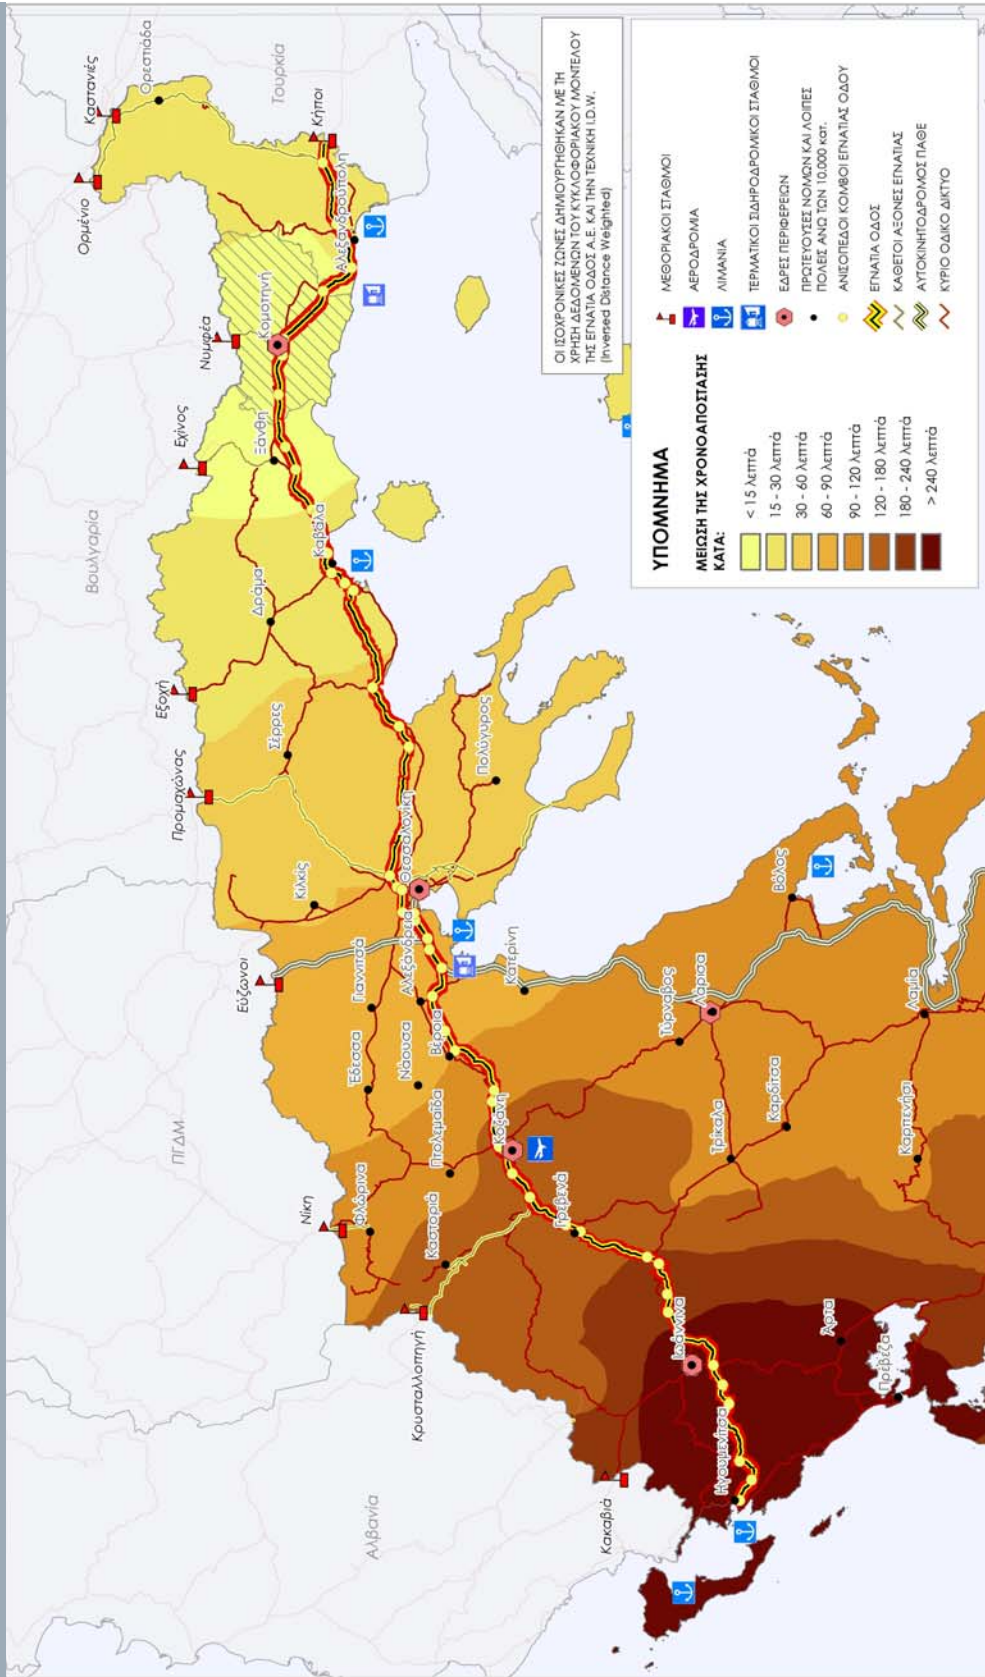 Βουλγαρία
Ορμένιο
Καστανιές
Ορεστιάδα
Τουρκία
Προμαχώνας
Εξοχή
Εχίνος
Νυμφέα
ΠΓΔΜ
Εύζωνοι
Κιλκίς
Σέρρες
Δράμα
Ξάνθη
Κομοτηνή
Κήποι
Αλεξανδρούπολη
Καβάλα
Νίκη
Φλώρινα
Έδεσσα
Γιαννιτσά
Αλβανία
Κρυσταλλοπηγή
Καστοριά
Πτολεμαΐδα
Νάουσα
Αλεξάνδρεια
Θεσσαλονίκη
Βέροια
Πολύγυρος
Κοζάνη
Κατερίνη
Γρεβενά
Κακαβιά
Ιωάννινα
Τύρναβος
Λάρισα
Ηγουμενίτσα
Τρίκαλα
Καρδίτσα
Βόλος
Άρτα
Πρέβεζα
Καρπενήσι
Λαμία
ΟΙ ΙΣΟΧΡΟΝΙΚΕΣ ΖΩΝΕΣ ΔΗΜΙΟΥΡΓΗΘΗΚΑΝ ΜΕ ΤΗ
ΧΡΗΣΗ ΔΕΔΟΜΕΝΩΝ ΤΟΥ ΚΥΚΛΟΦΟΡΙΑΚΟΥ ΜΟΝΤΕΛΟΥ
ΤΗΣ ΕΓΝΑΤΙΑ ΟΔΟΣ Α.Ε. ΚΑΙ ΤΗΝ ΤΕΧΝΙΚΗ I.D.W.
(Inversed Distance Weighted)
ΥΠΟΜΝΗΜΑ
ΜΕΙΩΣΗ ΤΗΣ ΧΡΟΝΟΑΠΟΣΤΑΣΗΣ
ΚΑΤΑ:
< 15 λεπτά
15 - 30 λεπτά
30 - 60 λεπτά
60 - 90 λεπτά
90 - 120 λεπτά
120 - 180 λεπτά
180 - 240 λεπτά
> 240 λεπτά
ΜΕΘΟΡΙΑΚΟΙ ΣΤΑΘΜΟΙ
ΑΕΡΟΔΡΟΜΙΑ
ΛΙΜΑΝΙΑ
ΤΕΡΜΑΤΙΚΟΙ ΣΙΔΗΡΟΔΡΟΜΙΚΟΙ ΣΤΑΘΜΟΙ
ΕΔΡΕΣ ΠΕΡΙΦΕΡΕΙΩΝ
ΠΡΩΤΕΥΟΥΣΕΣ ΝΟΜΩΝ ΚΑΙ ΛΟΙΠΕΣ
ΠΟΛΕΙΣ ΑΝΩ ΤΩΝ 10.000 κατ.
ΑΝΙΣΟΠΕΔΟΙ ΚΟΜΒΟΙ ΕΓΝΑΤΙΑΣ ΟΔΟΥ
ΕΓΝΑΤΙΑ ΟΔΟΣ
ΚΑΘΕΤΟΙ ΑΞΟΝΕΣ ΕΓΝΑΤΙΑΣ
ΑΥΤΟΚΙΝΗΤΟΔΡΟΜΟΣ ΠΑΘΕ
ΚΥΡΙΟ ΟΔΙΚΟ ΔΙΚΤΥΟ